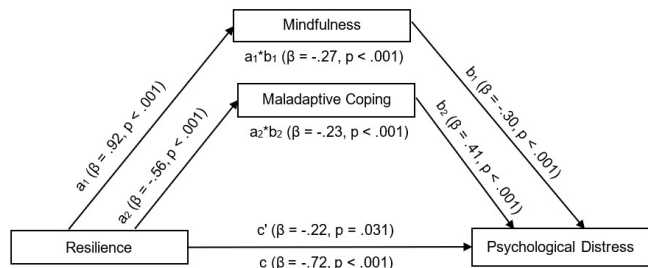 Mindfulness
a₁*b₁ (β = -.27, p < .001)
a₁ (β = .92, p < .001)
b₁ (β = -.30, p < .001)
Maladaptive Coping
a₂*b₂ (β = -.23, p < .001)
a₂ (β = -.56, p < .001)
b₂ (β = .41, p < .001)
Resilience
c' (β = -.22, p = .031)
c (β = -.72, p < .001)
Psychological Distress